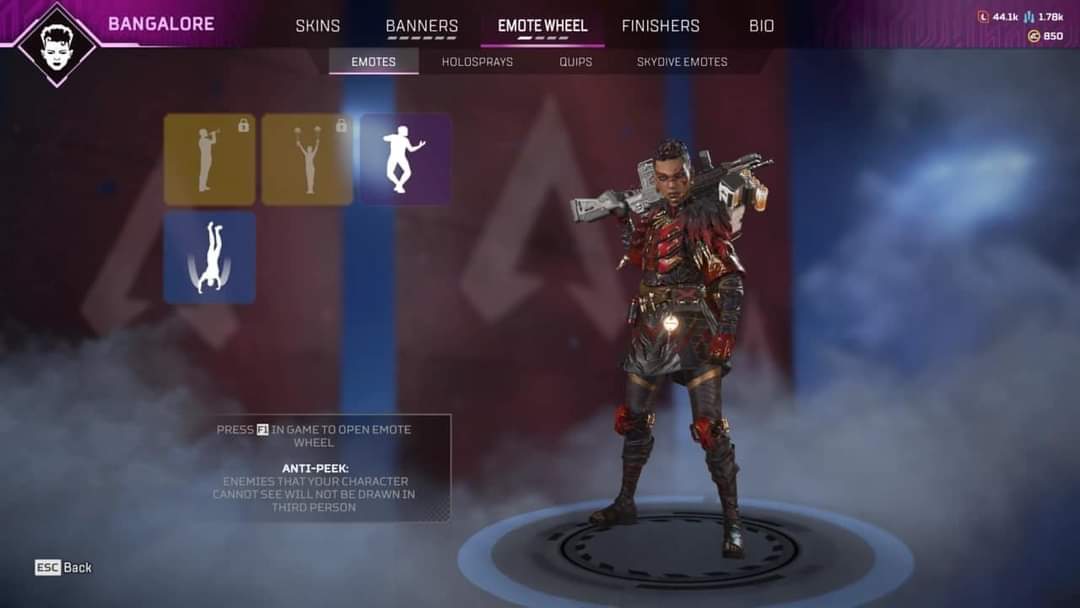 BANGALORE
SKINS
BANNERS
EMOTE WHEEL
FINISHERS
BIO
L 44.1k 1.78k
850
EMOTES
HOLOSPRAYS
QUIPS
SKYDIVE EMOTES
PRESS F1 IN GAME TO OPEN EMOTE
WHEEL
ANTI-PEEK:
ENEMIES THAT YOUR CHARACTER
CANNOT SEE WILL NOT BE DRAWN IN
THIRD PERSON
ESC Back